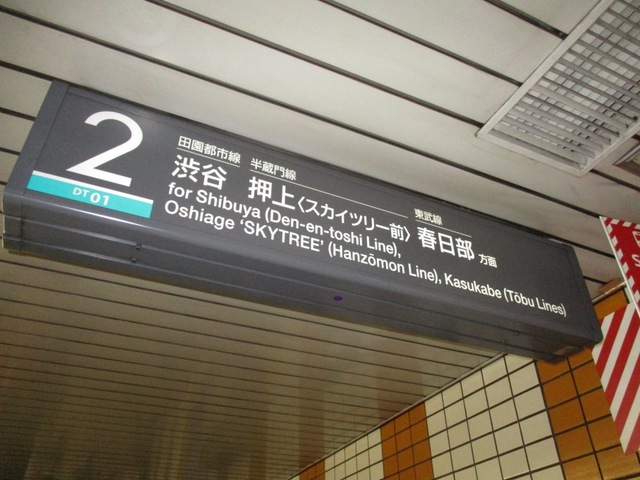 2
DT 01
田園都市線 半蔵門線 東武線
渋谷 押上〈スカイツリー前〉 春日部 方面
for Shibuya (Den-en-toshi Line),
Oshiage ‘SKYTREE’ (Hanzōmon Line), Kasukabe (Tōbu Lines)